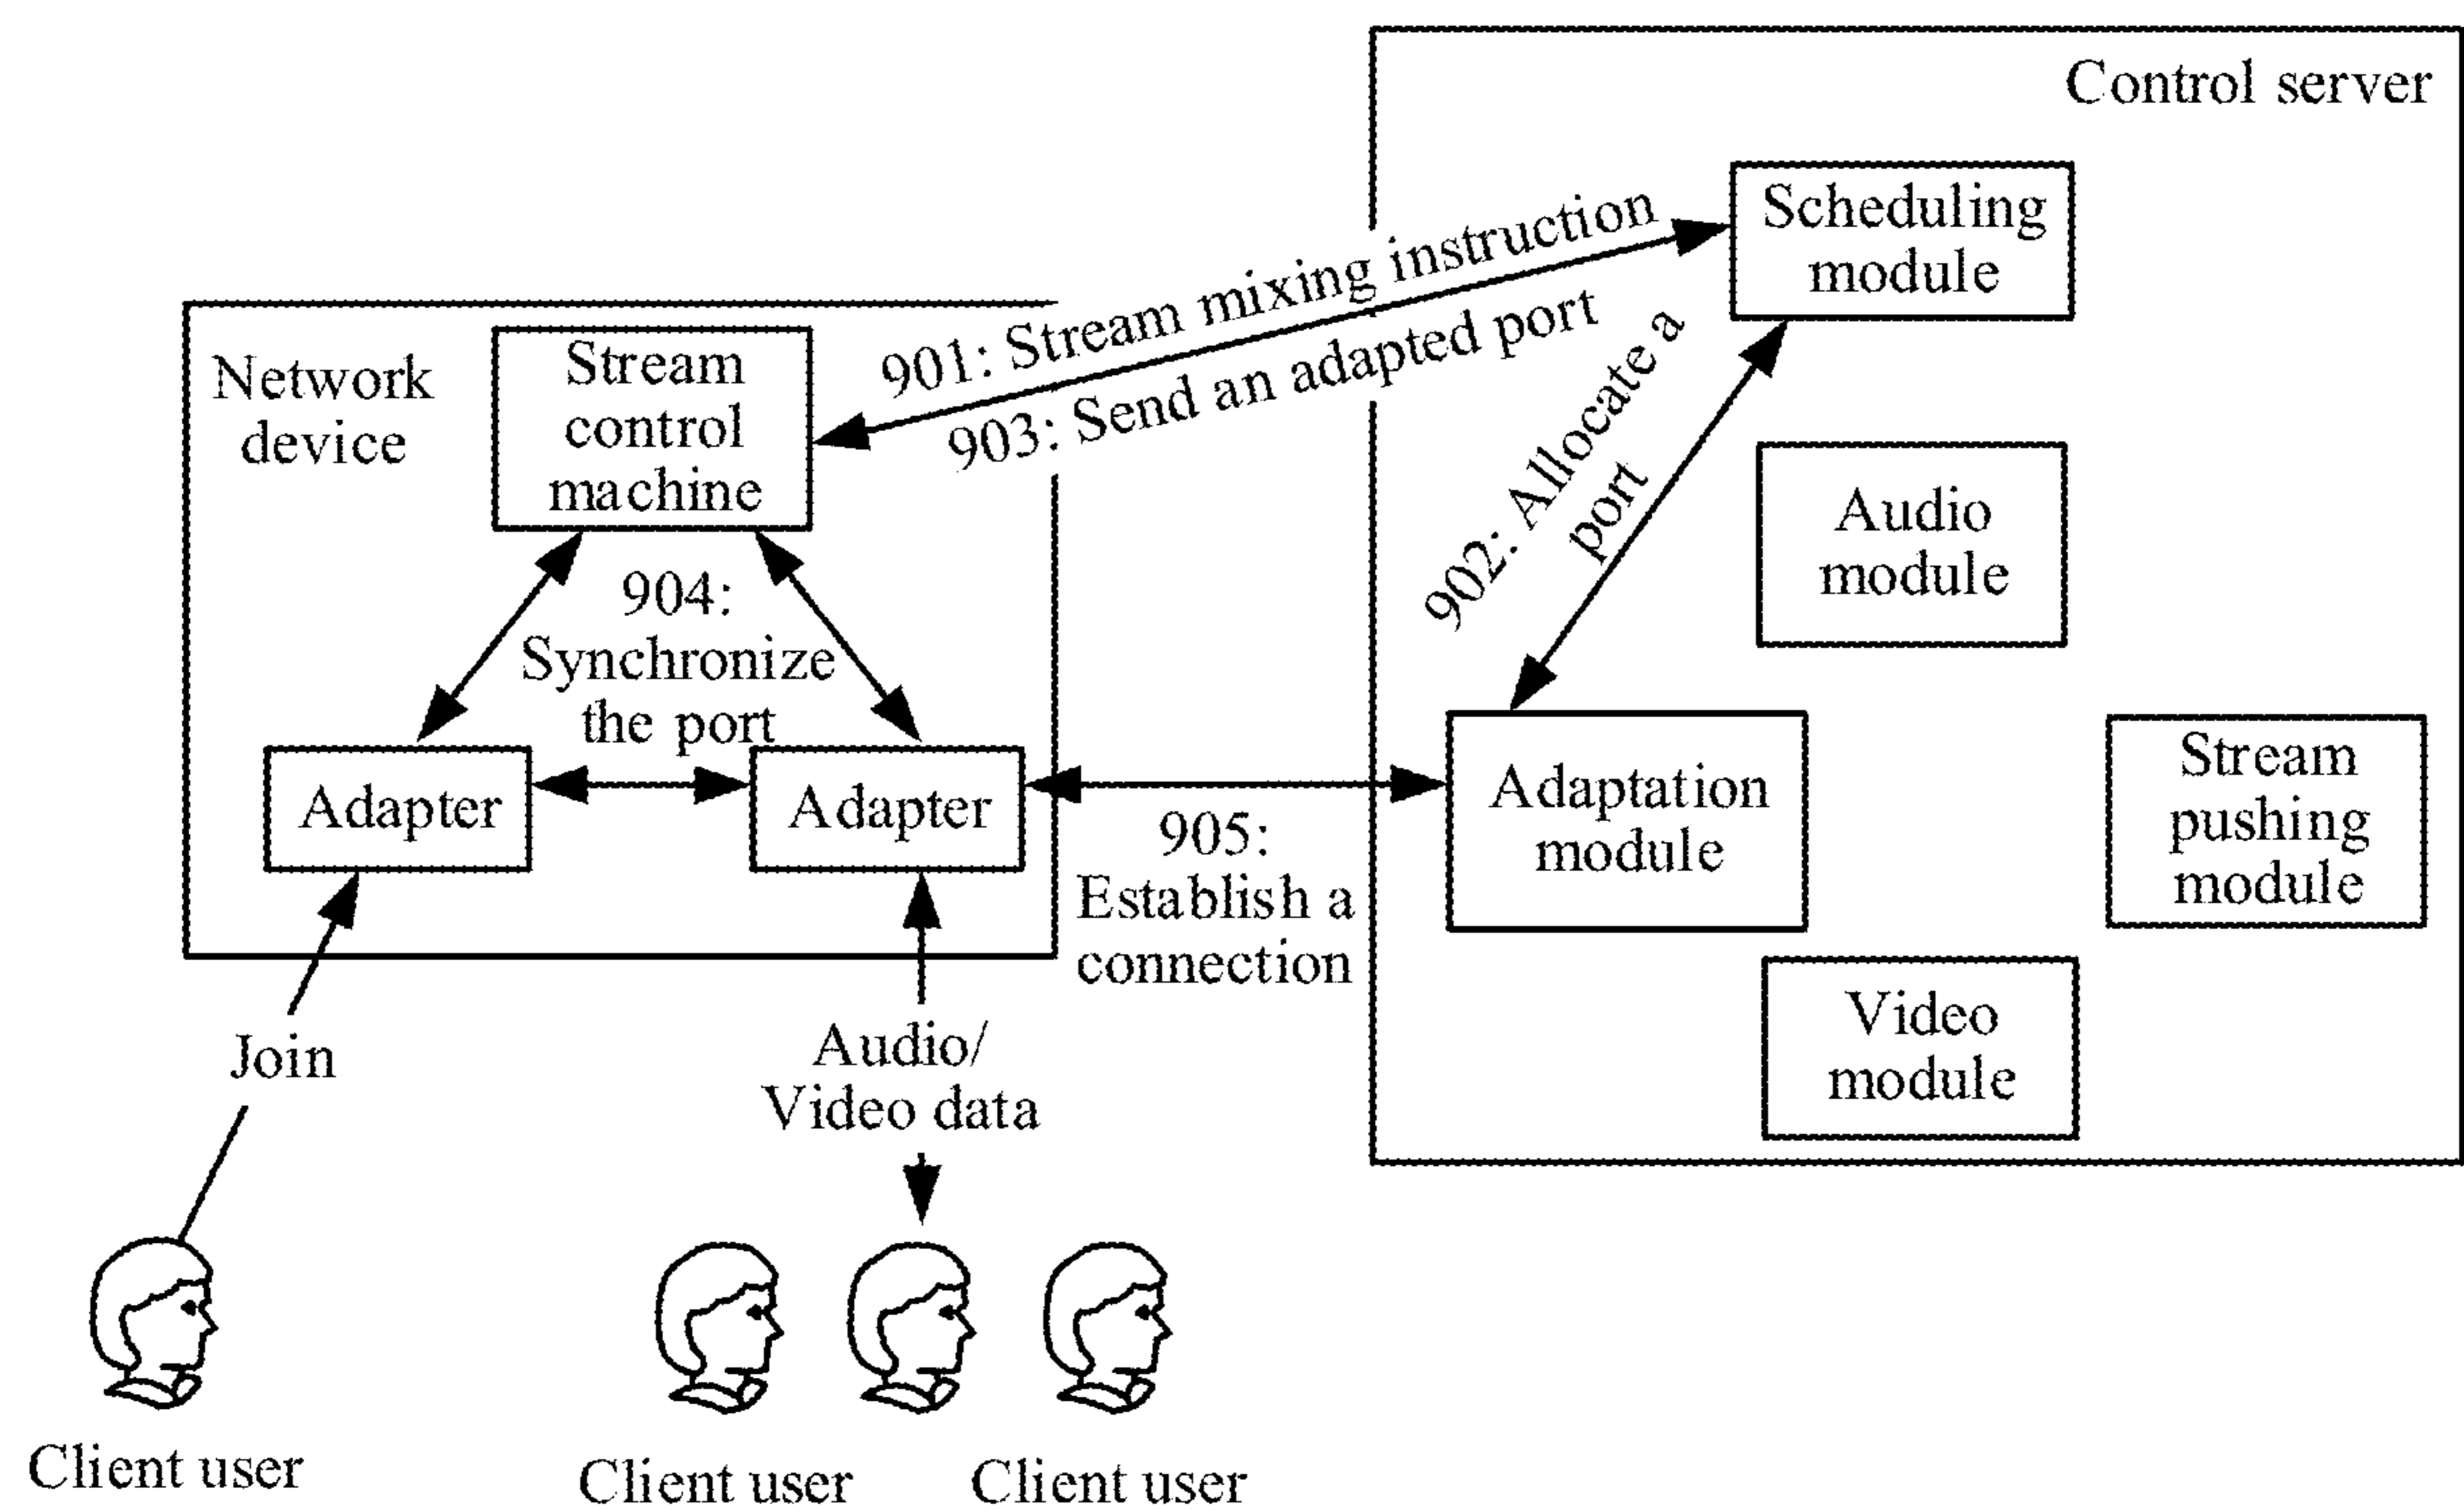 Control server
Scheduling
module
901: Stream mixing instruction
903: Send an adapted port
902: Allocate a
port
Network
device
Stream
control
machine
Audio
module
904:
Synchronize
the port
Adapter
Adapter
905:
Establish a
connection
Adaptation
module
Stream
pushing
module
Video
module
Join
Audio/
Video data
Client user
Client user
Client user